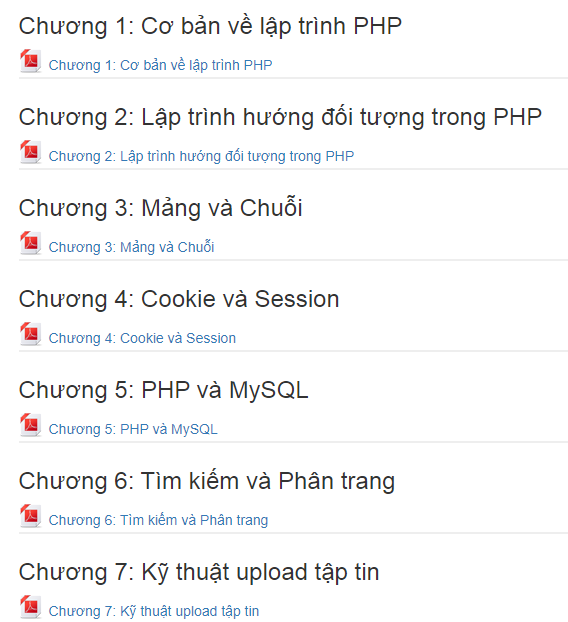 Chương 1: Cơ bản về lập trình PHP
Chương 1: Cơ bản về lập trình PHP
Chương 2: Lập trình hướng đối tượng trong PHP
Chương 2: Lập trình hướng đối tượng trong PHP
Chương 3: Mảng và Chuỗi
Chương 3: Mảng và Chuỗi
Chương 4: Cookie và Session
Chương 4: Cookie và Session
Chương 5: PHP và MySQL
Chương 5: PHP và MySQL
Chương 6: Tìm kiếm và Phân trang
Chương 6: Tìm kiếm và Phân trang
Chương 7: Kỹ thuật upload tập tin
Chương 7: Kỹ thuật upload tập tin